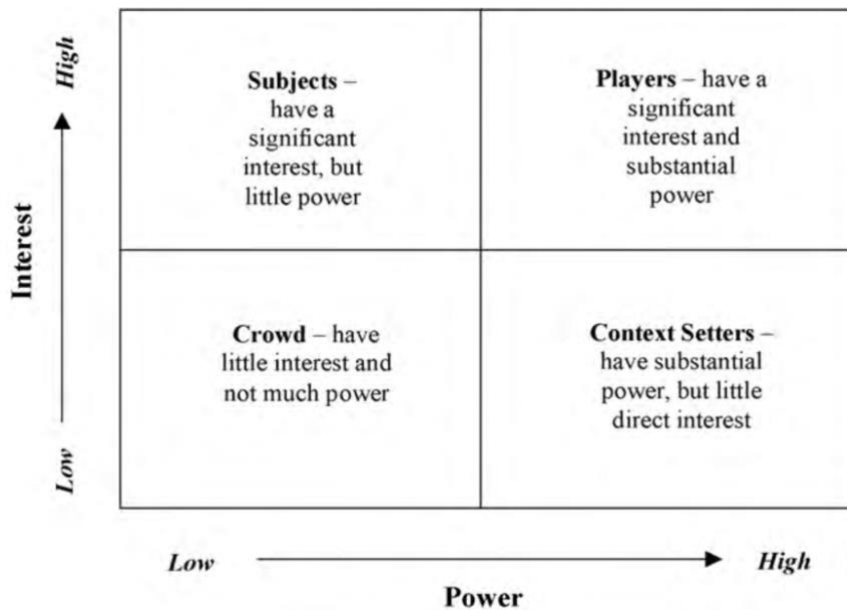 High
Interest
Low
Subjects –
have a
significant
interest, but
little power
Players – have a
significant
interest and
substantial
power
Crowd – have
little interest and
not much power
Context Setters –
have substantial
power, but little
direct interest
Low
High
Power